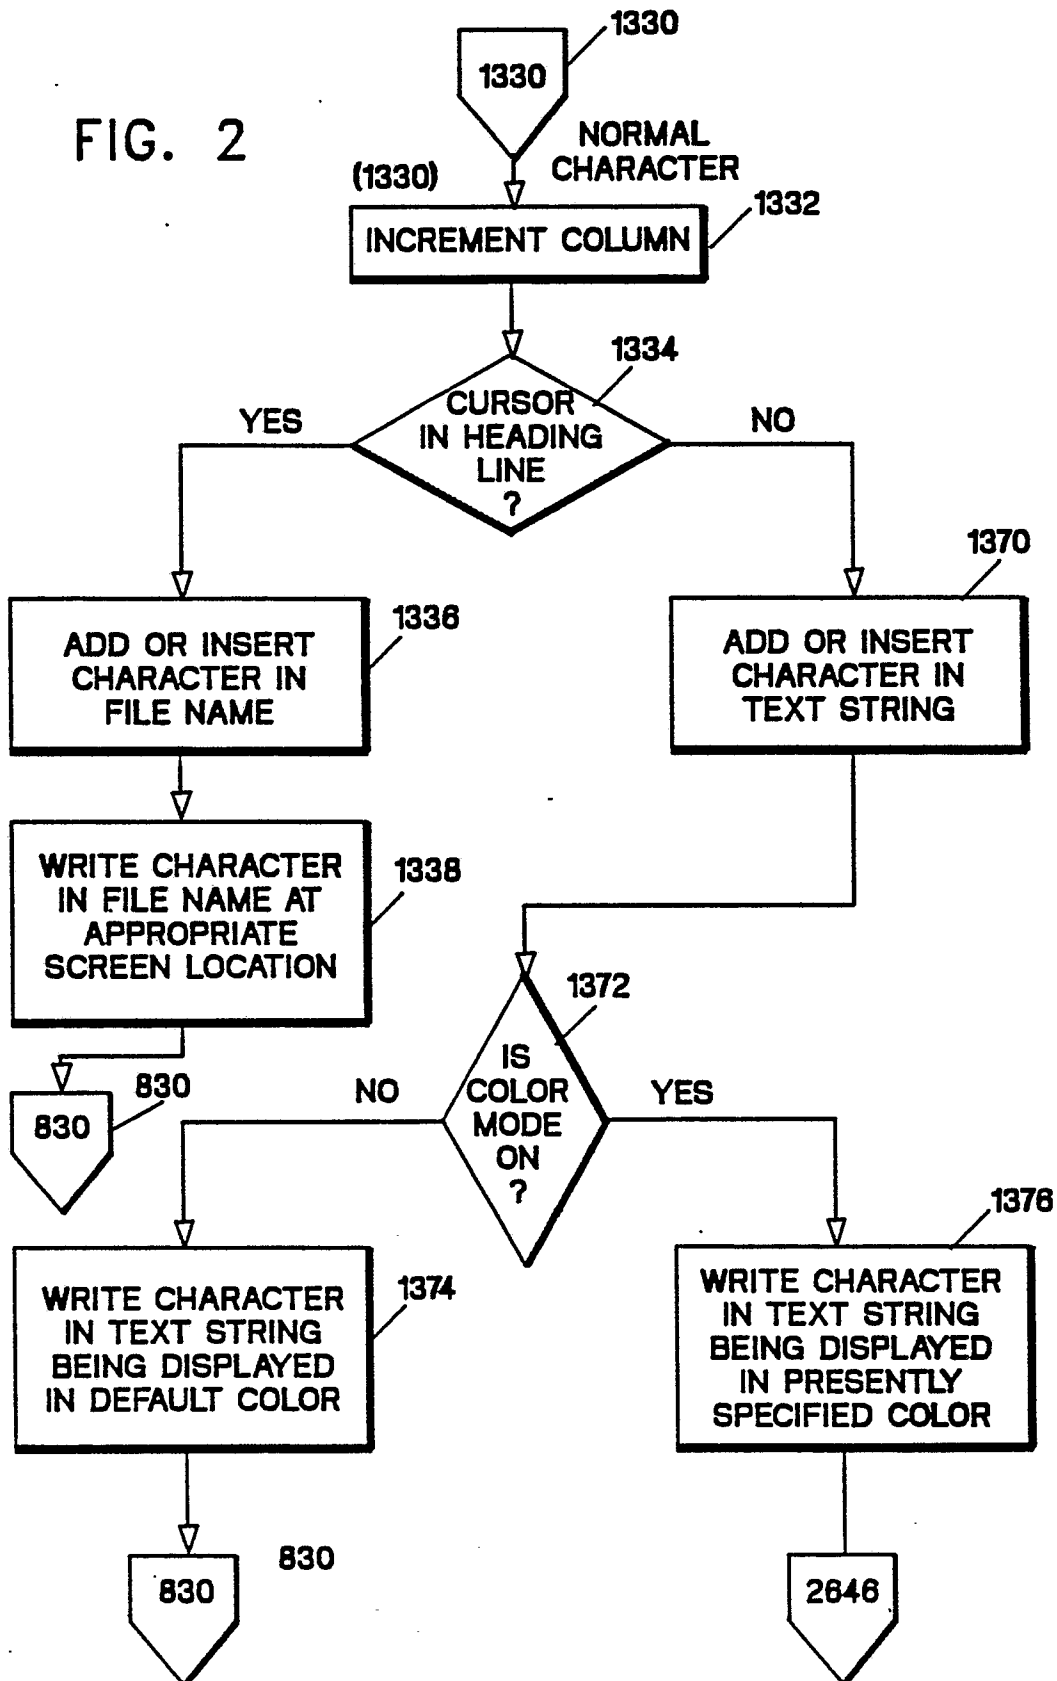 FIG. 2
1330
1330
NORMAL
CHARACTER
(1330)
1332
INCREMENT COLUMN
1334
CURSOR
IN HEADING
LINE
?
YES
NO
1336
ADD OR INSERT
CHARACTER IN
FILE NAME
1370
ADD OR INSERT
CHARACTER IN
TEXT STRING
1338
WRITE CHARACTER
IN FILE NAME AT
APPROPRIATE
SCREEN LOCATION
830
830
1372
IS
COLOR
MODE
ON
?
NO
YES
1374
WRITE CHARACTER
IN TEXT STRING
BEING DISPLAYED
IN DEFAULT COLOR
1376
WRITE CHARACTER
IN TEXT STRING
BEING DISPLAYED
IN PRESENTLY
SPECIFIED COLOR
830
830
2646